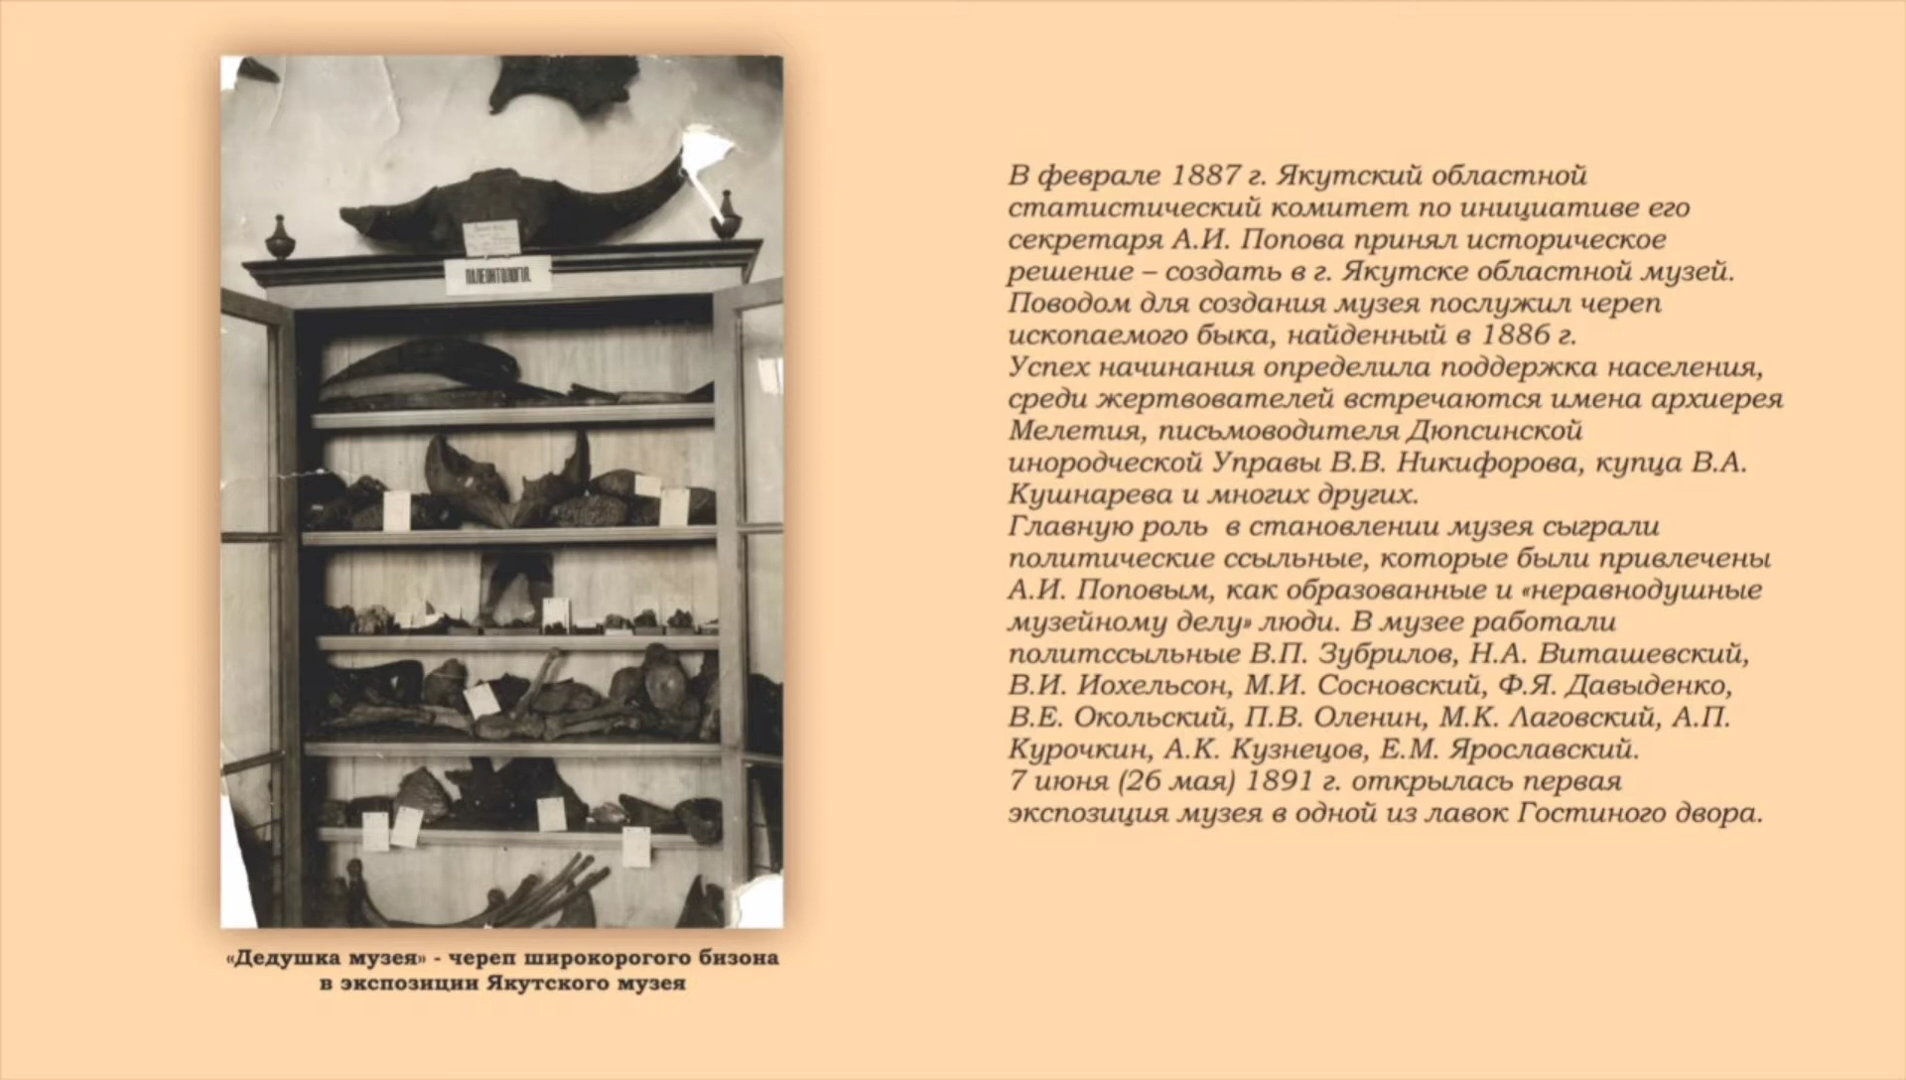 ПАЛЕОНТОЛОГИЯ
«Дедушка музея» - череп широкорогого бизона
в экспозиции Якутского музея
В феврале 1887 г. Якутский областной
статистический комитет по инициативе его
секретаря А.И. Попова принял историческое
решение – создать в г. Якутске областной музей.
Поводом для создания музея послужил череп
ископаемого быка, найденный в 1886 г.
Успех начинания определила поддержка населения,
среди жертвователей встречаются имена архиерея
Мелетия, письмоводителя Дюпсинской
инородческой Управы В.В. Никифорова, купца В.А.
Кушнарева и многих других.
Главную роль  в становлении музея сыграли
политические ссыльные, которые были привлечены
А.И. Поповым, как образованные и «неравнодушные
музейному делу» люди. В музее работали
политссыльные В.П. Зубрилов, Н.А. Виташевский,
В.И. Иохельсон, М.И. Сосновский, Ф.Я. Давыденко,
В.Е. Окольский, П.В. Оленин, М.К. Лаговский, А.П.
Курочкин, А.К. Кузнецов, Е.М. Ярославский.
7 июня (26 мая) 1891 г. открылась первая
экспозиция музея в одной из лавок Гостиного двора.